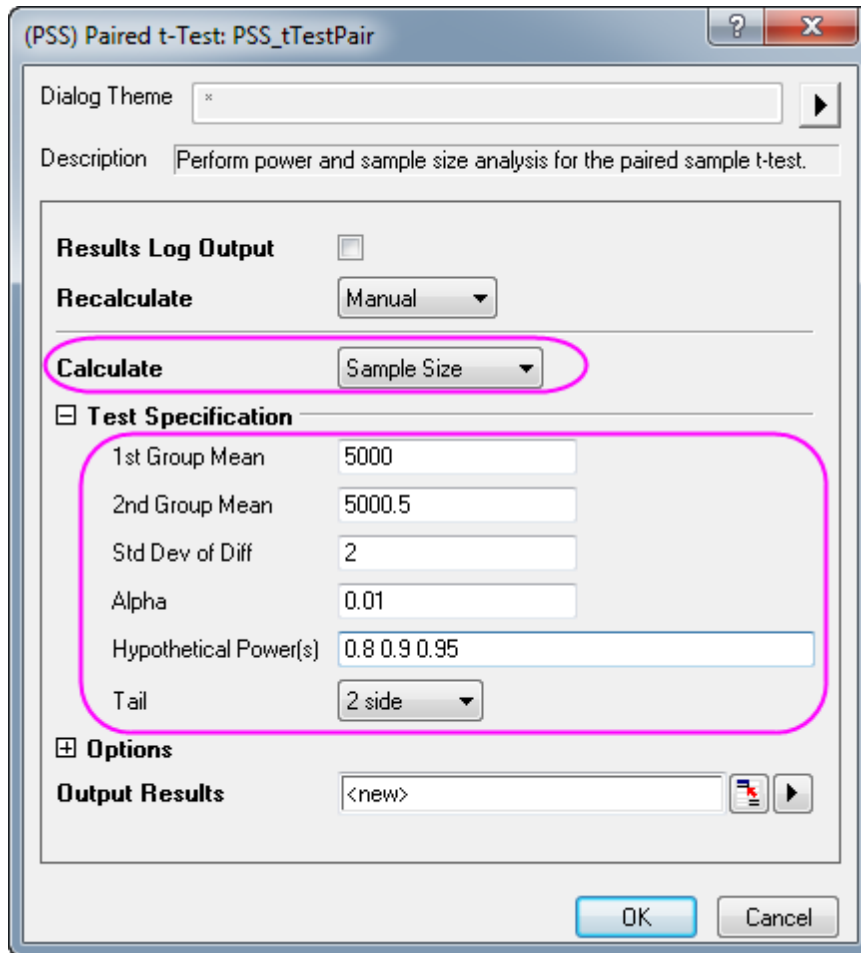 (PSS) Paired t-Test: PSS_tTestPair
Dialog Theme *
Description Perform power and sample size analysis for the paired sample t-test.
Results Log Output
Recalculate Manual
Calculate Sample Size
Test Specification
1st Group Mean 5000
2nd Group Mean 5000.5
Std Dev of Diff 2
Alpha 0.01
Hypothetical Power(s) 0.8 0.9 0.95
Tail 2 side
Options
Output Results <new>
OK Cancel